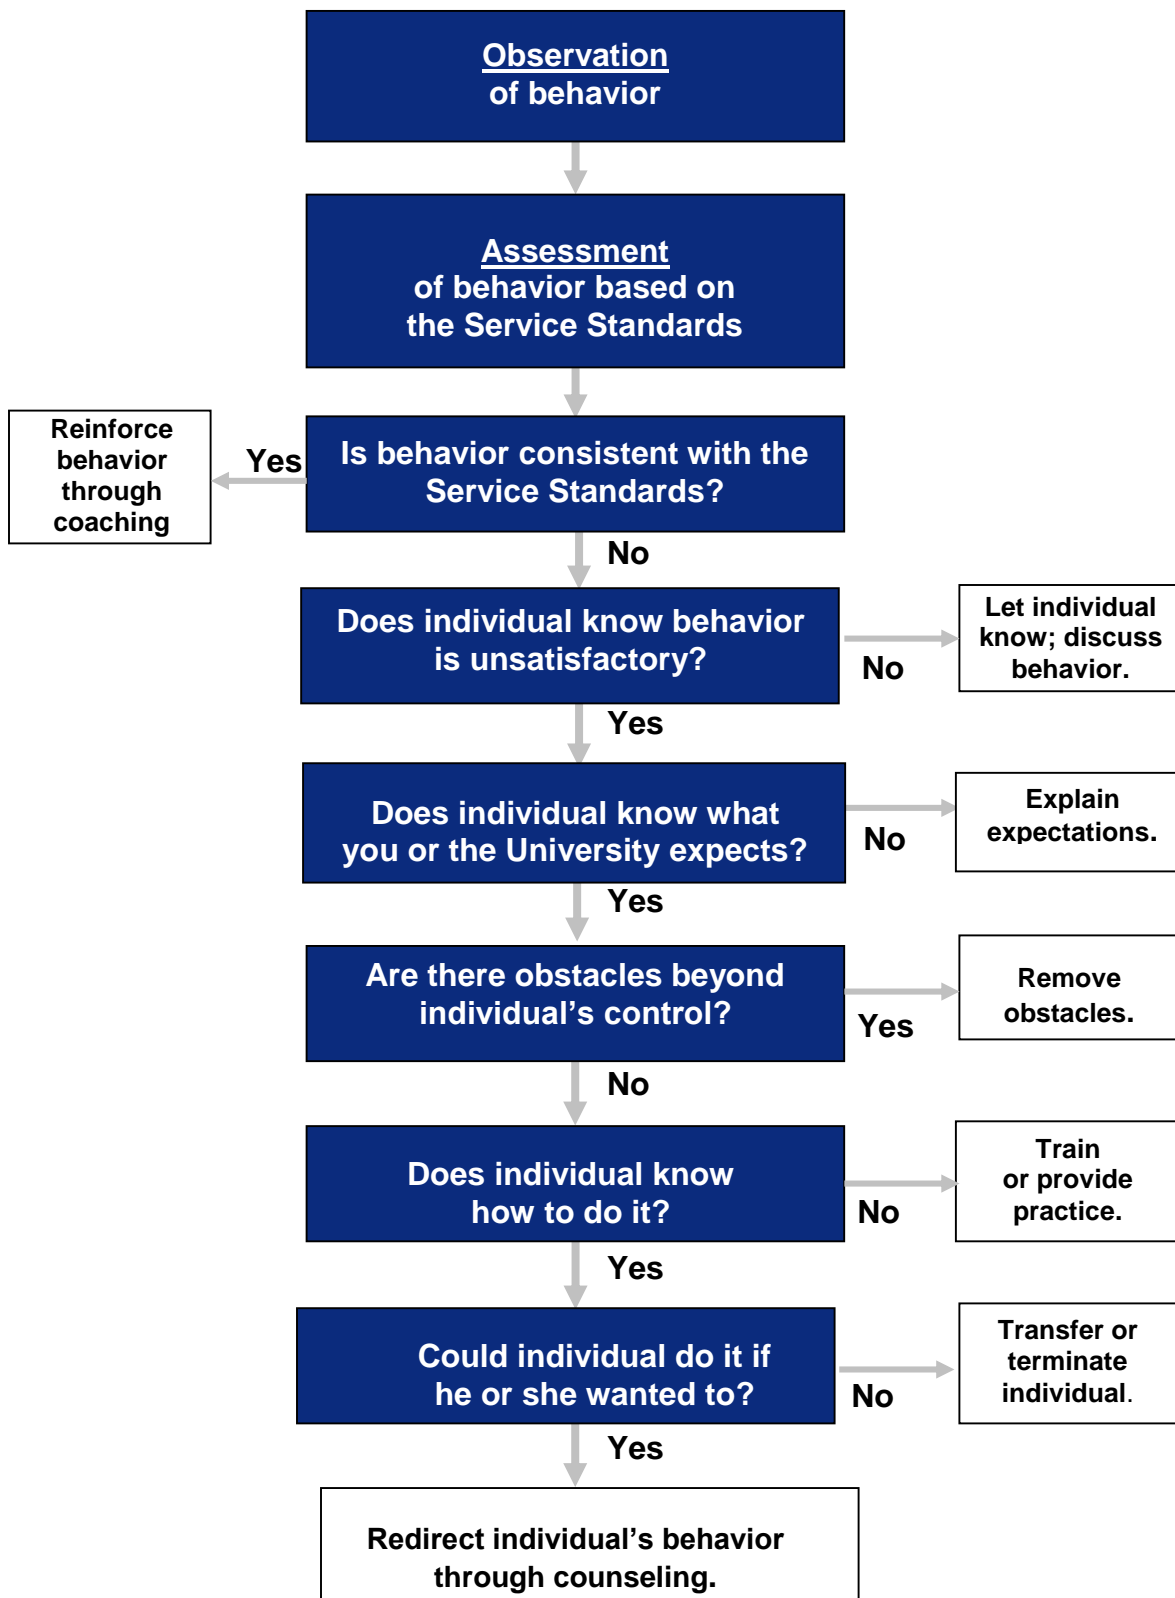 Observation
of behavior
Assessment
of behavior based on
the Service Standards
Is behavior consistent with the
Service Standards?
Yes
Reinforce
behavior
through
coaching
No
Does individual know behavior
is unsatisfactory?
No
Let individual
know; discuss
behavior.
Yes
Does individual know what
you or the University expects?
No
Explain
expectations.
Yes
Are there obstacles beyond
individual’s control?
Yes
Remove
obstacles.
No
Does individual know
how to do it?
No
Train
or provide
practice.
Yes
Could individual do it if
he or she wanted to?
No
Transfer or
terminate
individual.
Yes
Redirect individual’s behavior
through counseling.